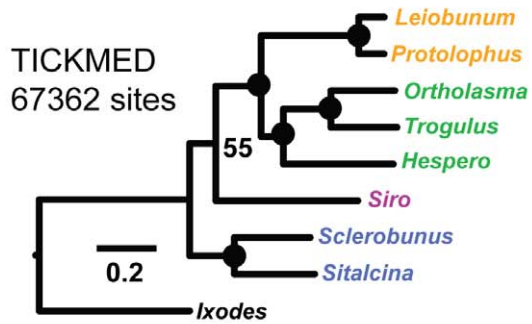 Leiobunum
TICKMED
Protolophus
67362 sites
Ortholasma
Trogulus
55
Hespero
Siro
Sclerobunus
0.2
Sitalcina
Ixodes